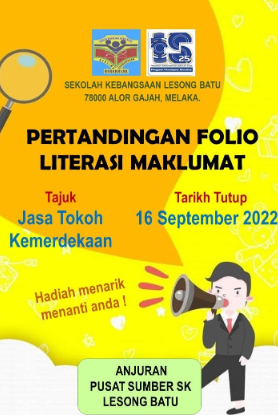 SEKOLAH KEBANGSAAN LESONG BATU
78000 ALOR GAJAH, MELAKA.
PERTANDINGAN FOLIO
LITERASI MAKLUMAT
Tajuk
Jasa Tokoh
Kemerdekaan
Tarikh Tutup
16 September 2022
Hadiah menarik
menanti anda !
ANJURAN
PUSAT SUMBER SK
LESONG BATU